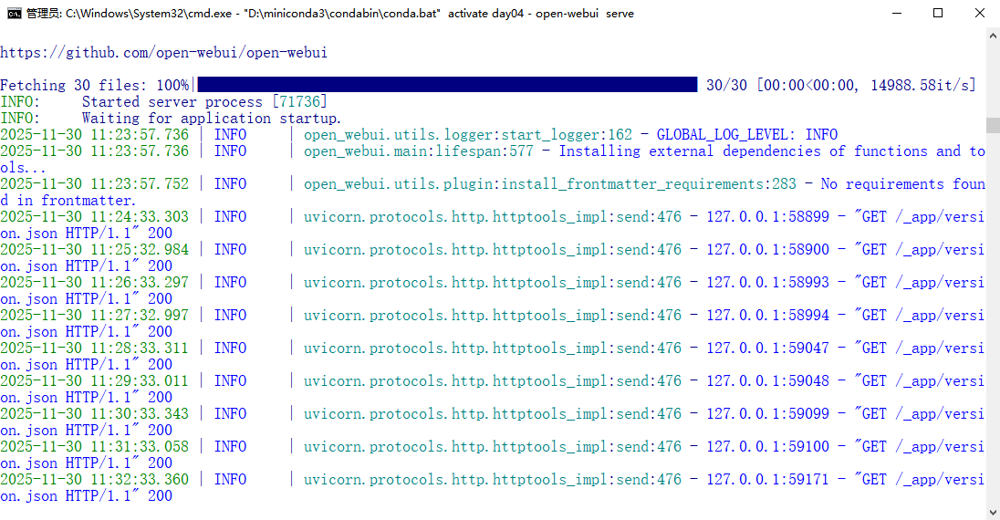 管理员: C:\Windows\System32\cmd.exe - "D:\miniconda3\condabin\conda.bat"  activate day04 - open-webui  serve
https://github.com/open-webui/open-webui
Fetching 30 files: 100%| 30/30 [00:00<00:00, 14988.58it/s]
INFO:     Started server process [71736]
INFO:     Waiting for application startup.
2025-11-30 11:23:57.736 | INFO     | open_webui.utils.logger:start_logger:162 - GLOBAL_LOG_LEVEL: INFO
2025-11-30 11:23:57.736 | INFO     | open_webui.main:lifespan:577 - Installing external dependencies of functions and to
ols...
2025-11-30 11:23:57.752 | INFO     | open_webui.utils.plugin:install_frontmatter_requirements:283 - No requirements foun
d in frontmatter.
2025-11-30 11:24:33.303 | INFO     | uvicorn.protocols.http.httptools_impl:send:476 - 127.0.0.1:58899 - "GET /_app/versi
on.json HTTP/1.1" 200
2025-11-30 11:25:32.984 | INFO     | uvicorn.protocols.http.httptools_impl:send:476 - 127.0.0.1:58900 - "GET /_app/versi
on.json HTTP/1.1" 200
2025-11-30 11:26:33.297 | INFO     | uvicorn.protocols.http.httptools_impl:send:476 - 127.0.0.1:58993 - "GET /_app/versi
on.json HTTP/1.1" 200
2025-11-30 11:27:32.997 | INFO     | uvicorn.protocols.http.httptools_impl:send:476 - 127.0.0.1:58994 - "GET /_app/versi
on.json HTTP/1.1" 200
2025-11-30 11:28:33.311 | INFO     | uvicorn.protocols.http.httptools_impl:send:476 - 127.0.0.1:59047 - "GET /_app/versi
on.json HTTP/1.1" 200
2025-11-30 11:29:33.011 | INFO     | uvicorn.protocols.http.httptools_impl:send:476 - 127.0.0.1:59048 - "GET /_app/versi
on.json HTTP/1.1" 200
2025-11-30 11:30:33.343 | INFO     | uvicorn.protocols.http.httptools_impl:send:476 - 127.0.0.1:59099 - "GET /_app/versi
on.json HTTP/1.1" 200
2025-11-30 11:31:33.058 | INFO     | uvicorn.protocols.http.httptools_impl:send:476 - 127.0.0.1:59100 - "GET /_app/versi
on.json HTTP/1.1" 200
2025-11-30 11:32:33.360 | INFO     | uvicorn.protocols.http.httptools_impl:send:476 - 127.0.0.1:59171 - "GET /_app/versi
on.json HTTP/1.1" 200